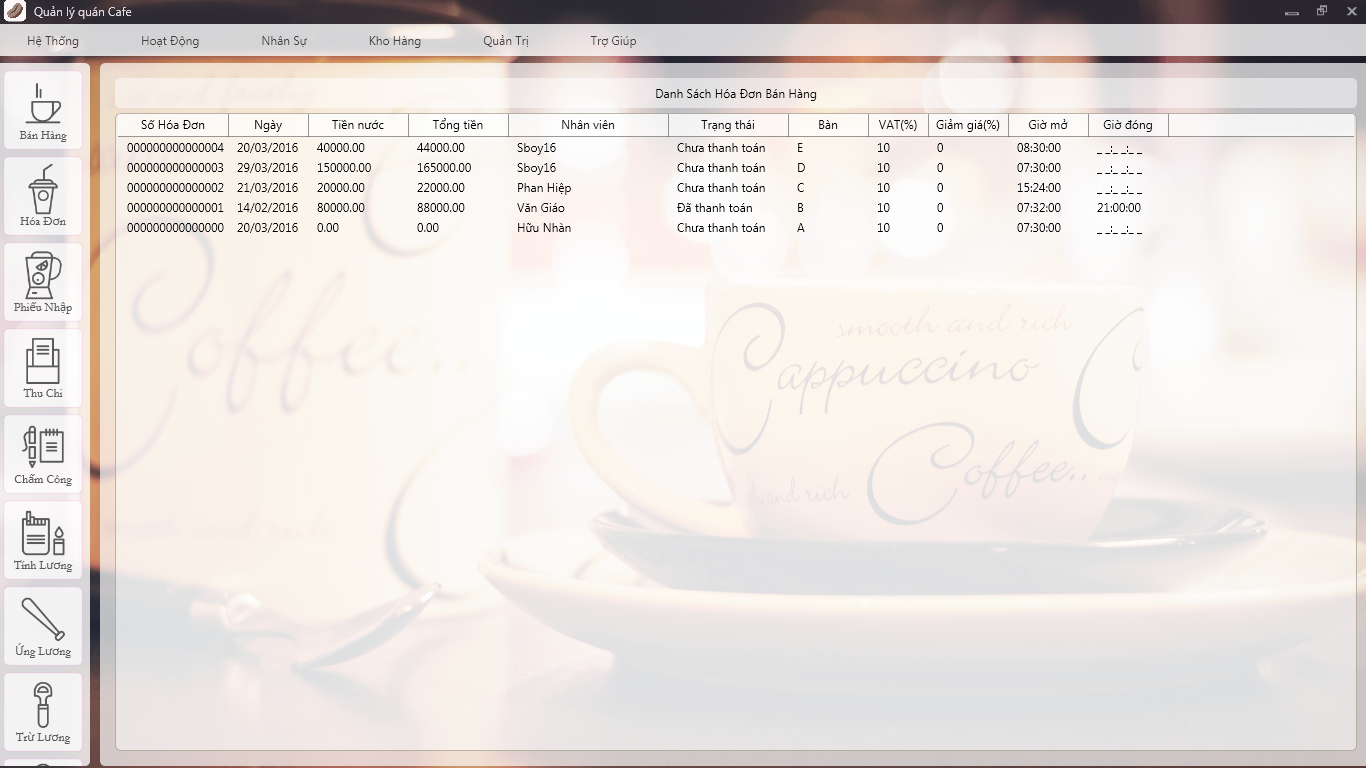 Quản lý quán Cafe
Hệ Thống Hoạt Động Nhân Sự Kho Hàng Quản Trị Trợ Giúp
Bán Hàng
Hóa Đơn
Phiếu Nhập
Thu Chi
Chấm Công
Tính Lương
Ứng Lương
Trừ Lương
Danh Sách Hóa Đơn Bán Hàng
Số Hóa Đơn Ngày Tiền nước Tổng tiền Nhân viên Trạng thái Bàn VAT(%) Giảm giá(%) Giờ mở Giờ đóng
000000000000004 20/03/2016 40000.00 44000.00 Sboy16 Chưa thanh toán E 10 0 08:30:00 _ _:_ _:_ _
000000000000003 29/03/2016 150000.00 165000.00 Sboy16 Chưa thanh toán D 10 0 07:30:00 _ _:_ _:_ _
000000000000002 21/03/2016 20000.00 22000.00 Phan Hiệp Chưa thanh toán C 10 0 15:24:00 _ _:_ _:_ _
000000000000001 14/02/2016 80000.00 88000.00 Văn Giáo Đã thanh toán B 10 0 07:32:00 21:00:00
000000000000000 20/03/2016 0.00 0.00 Hữu Nhàn Chưa thanh toán A 10 0 07:30:00 _ _:_ _:_ _
Coffee..
smooth and rich
Cappuccino
Coffee..
and rich